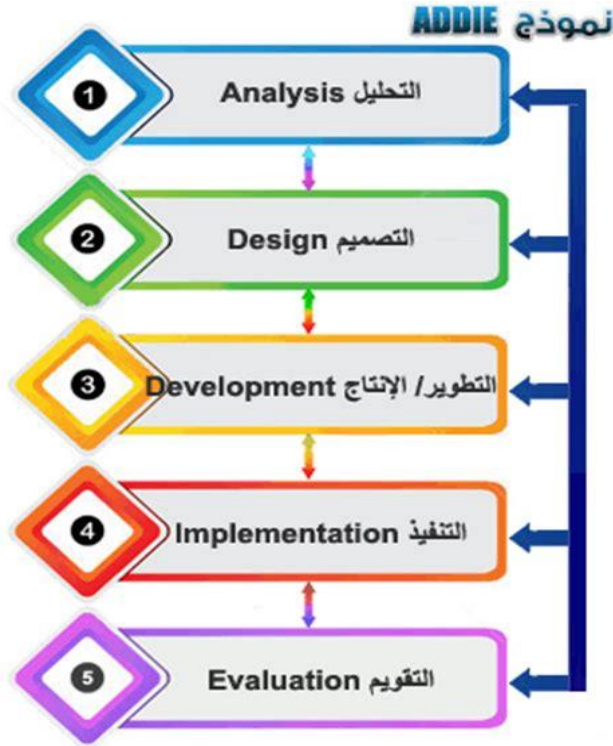 نموذج ADDIE
1
التحليل Analysis
2
التصميم Design
3
التطوير/ الإنتاج Development
4
التنفيذ Implementation
5
التقويم Evaluation